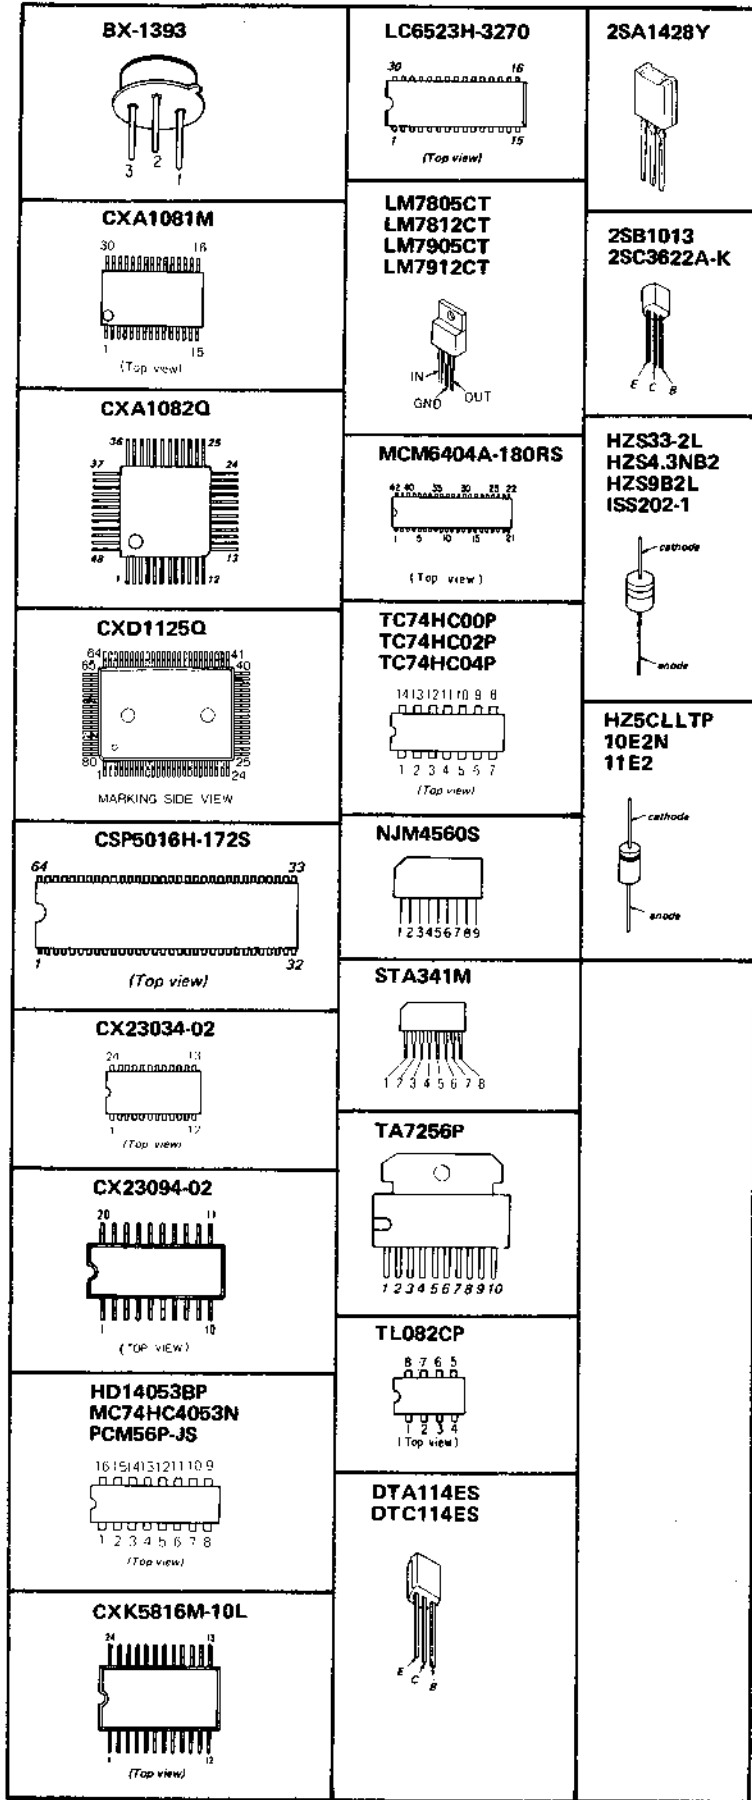 BX-1393
3 2 1
CXA1081M
30 16
1 15
(Top view)
CXA1082Q
36 25
37 24
48 13
1 12
CXD1125Q
64 41
65 40
80 25
1 24
MARKING SIDE VIEW
CSP5016H-172S
64 33
1 32
(Top view)
CX23034-02
24 13
1 12
(Top view)
CX23094-02
20 11
1 10
(TOP VIEW)
HD14053BP
MC74HC4053N
PCM56P-JS
16 15 14 13 12 11 10 9
1 2 3 4 5 6 7 8
(Top view)
CXK5816M-10L
24 13
1 12
(Top view)
LC6523H-3270
30 16
1 15
(Top view)
LM7805CT
LM7812CT
LM7905CT
LM7912CT
IN
GND OUT
MCM6404A-180RS
42 40 35 30 25 22
1 5 10 15 21
(Top view)
TC74HC00P
TC74HC02P
TC74HC04P
14 13 12 11 10 9 8
1 2 3 4 5 6 7
(Top view)
NJM4560S
1 2 3 4 5 6 7 8 9
STA341M
1 2 3 4 5 6 7 8
TA7256P
1 2 3 4 5 6 7 8 9 10
TL082CP
8 7 6 5
1 2 3 4
(Top view)
DTA114ES
DTC114ES
E C B
2SA1428Y
2SB1013
2SC3622A-K
E C B
HZS33-2L
HZS4.3NB2
HZS9B2L
ISS202-1
cathode
anode
HZ5CLLTP
10E2N
11E2
cathode
anode